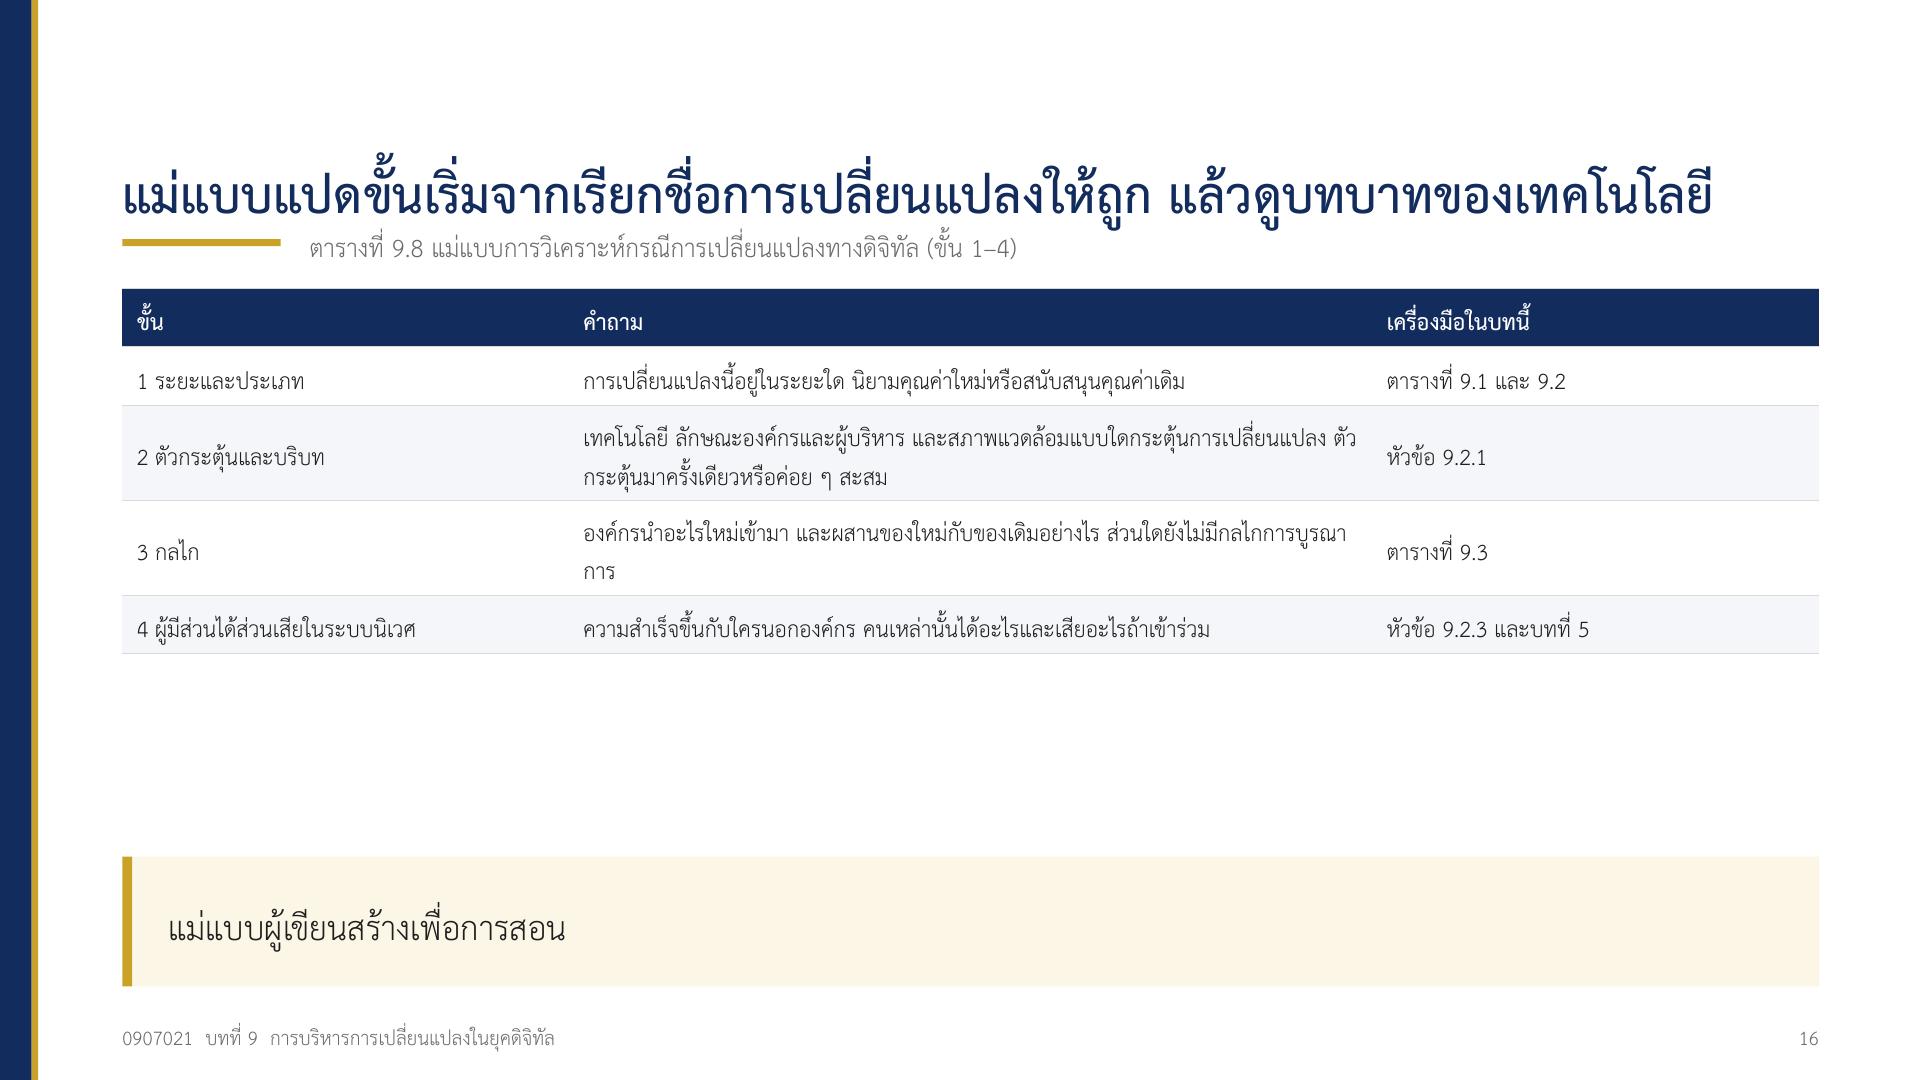 แม่แบบแปดขั้นเริ่มจากเรียกชื่อการเปลี่ยนแปลงให้ถูก แล้วดูบทบาทของเทคโนโลยี
ตารางที่ 9.8 แม่แบบการวิเคราะห์กรณีการเปลี่ยนแปลงทางดิจิทัล (ขั้น 1–4)
ขั้น คำถาม เครื่องมือในบทนี้
1 ระยะและประเภท การเปลี่ยนแปลงนี้อยู่ในระยะใด นิยามคุณค่าใหม่หรือสนับสนุนคุณค่าเดิม ตารางที่ 9.1 และ 9.2
2 ตัวกระตุ้นและบริบท เทคโนโลยี ลักษณะองค์กรและผู้บริหาร และสภาพแวดล้อมแบบใดกระตุ้นการเปลี่ยนแปลง ตัว
กระตุ้นมาครั้งเดียวหรือค่อย ๆ สะสม หัวข้อ 9.2.1
3 กลไก องค์กรนำอะไรใหม่เข้ามา และผสานของใหม่กับของเดิมอย่างไร ส่วนใดยังไม่มีกลไกการบูรณา
การ ตารางที่ 9.3
4 ผู้มีส่วนได้ส่วนเสียในระบบนิเวศ ความสำเร็จขึ้นกับใครนอกองค์กร คนเหล่านั้นได้อะไรและเสียอะไรถ้าเข้าร่วม หัวข้อ 9.2.3 และบทที่ 5
แม่แบบผู้เขียนสร้างเพื่อการสอน
0907021 บทที่ 9 การบริหารการเปลี่ยนแปลงในยุคดิจิทัล 16